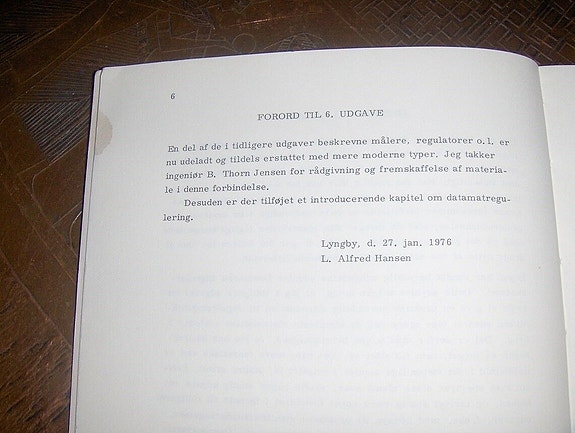 6
FORORD TIL 6. UDGAVE
En del af de i tidligere udgaver beskrevne målere, regulatorer o.l. er
nu udeladt og tildels erstattet med mere moderne typer. Jeg takker
ingeniør B. Thorn Jensen for rådgivning og fremskaffelse af materia-
le i denne forbindelse.
Desuden er der tilføjet et introducerende kapitel om datamatregu-
lering.
Lyngby, d. 27. jan. 1976
L. Alfred Hansen